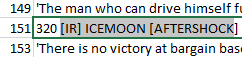 149 'The man who can drive himself fu
151 320 [IR] ICEMOON [AFTERSHOCK]
153 'There is no victory at bargain base